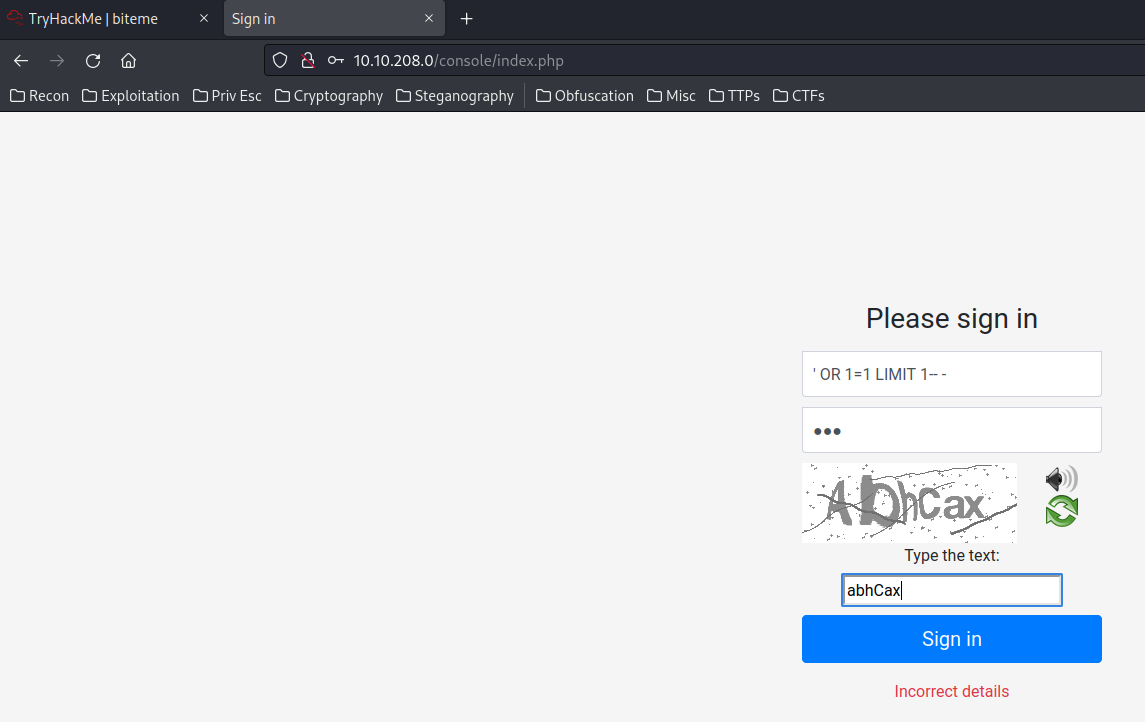 TryHackMe | biteme
Sign in
10.10.208.0/console/index.php
Recon Exploitation Priv Esc Cryptography Steganography Obfuscation Misc TTPs CTFs
Please sign in
' OR 1=1 LIMIT 1-- -
AbhCax
Type the text:
abhCax
Sign in
Incorrect details